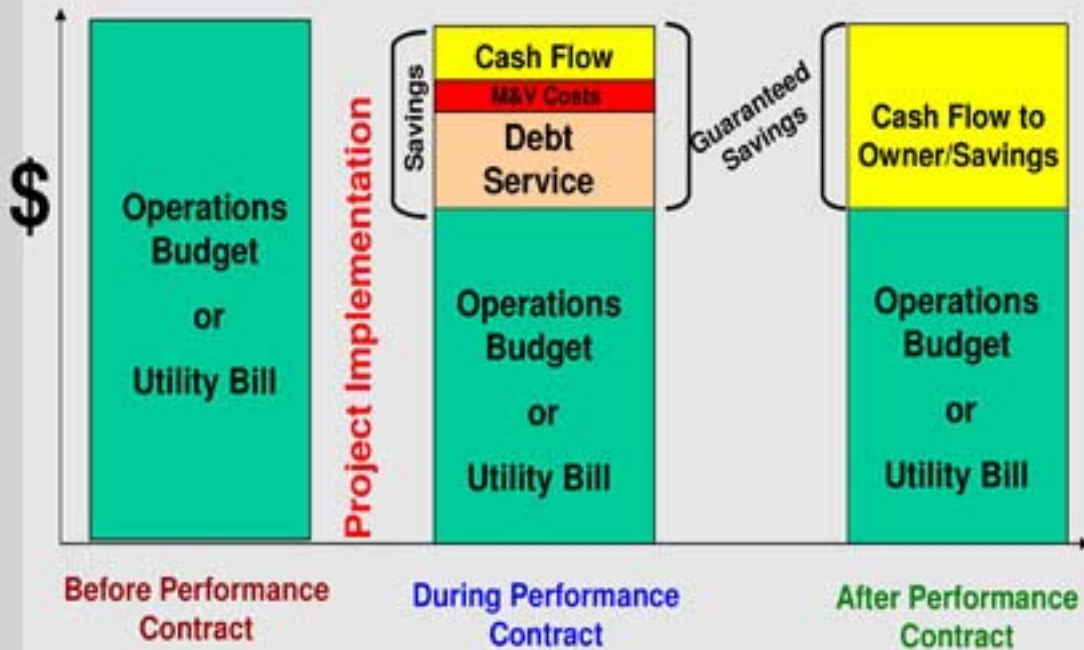 $
Operations
Budget
or
Utility Bill
Project Implementation
Savings
Cash Flow
M&V Costs
Debt
Service
Operations
Budget
or
Utility Bill
Guaranteed
Savings
Cash Flow to
Owner/Savings
Operations
Budget
or
Utility Bill
Before Performance
Contract
During Performance
Contract
After Performance
Contract